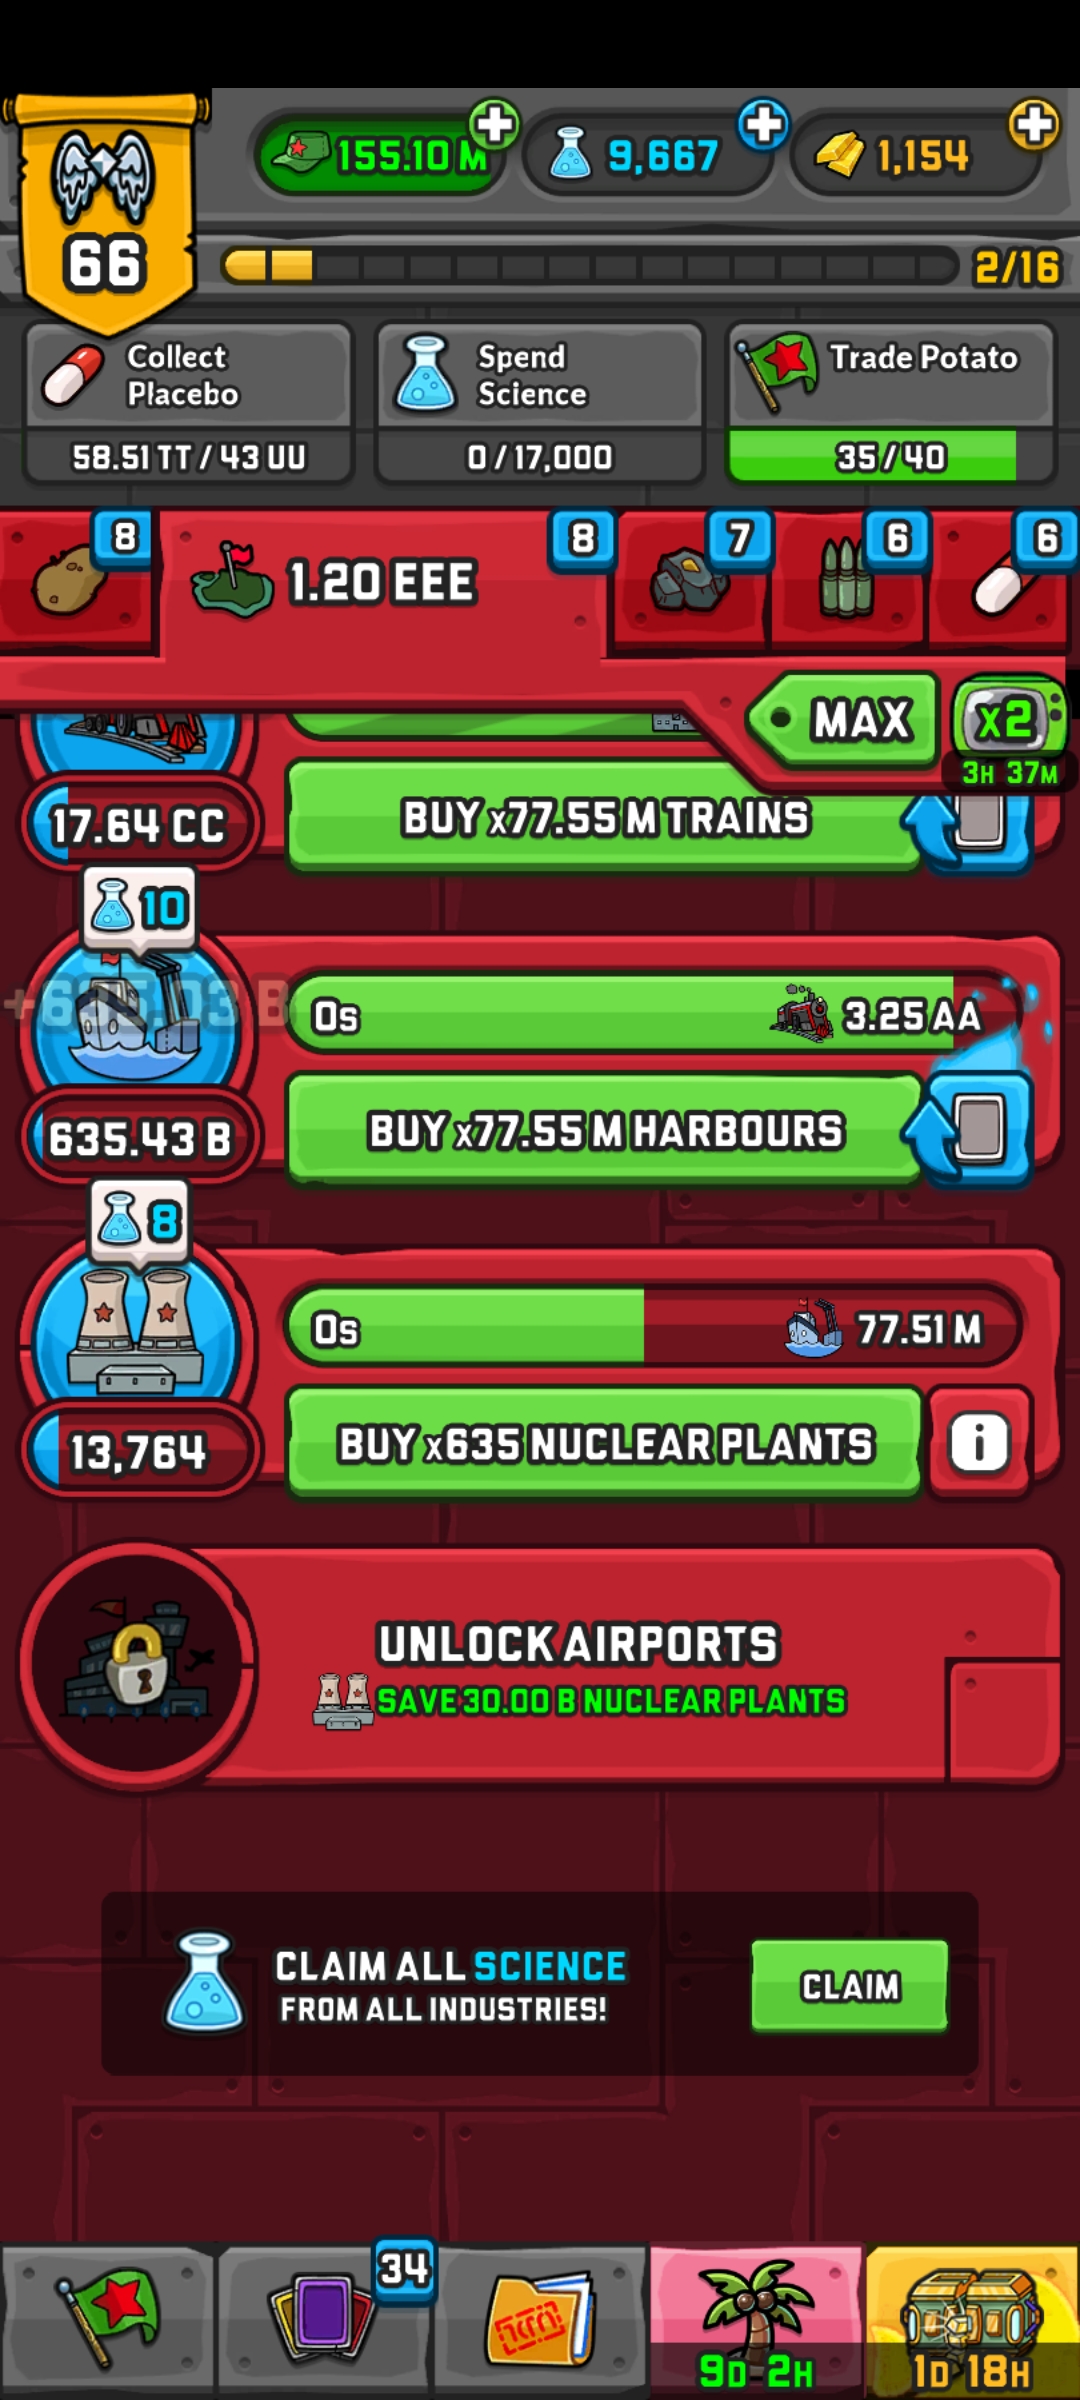 155.10 M
9,667
1,154
66
2/16
Collect
Placebo
Spend
Science
Trade Potato
58.51 TT / 43 UU
0 / 17,000
35 / 40
8
1.20 EEE
8
7
6
6
MAX
x2
3H 37M
17.64 CC
BUY x77.55 M TRAINS
10
0s
3.25 AA
635.43 B
BUY x77.55 M HARBOURS
8
0s
77.51 M
13,764
BUY x635 NUCLEAR PLANTS
i
UNLOCK AIRPORTS
SAVE 30.00 B NUCLEAR PLANTS
CLAIM ALL SCIENCE
FROM ALL INDUSTRIES!
CLAIM
34
9D 2H
1D 18H